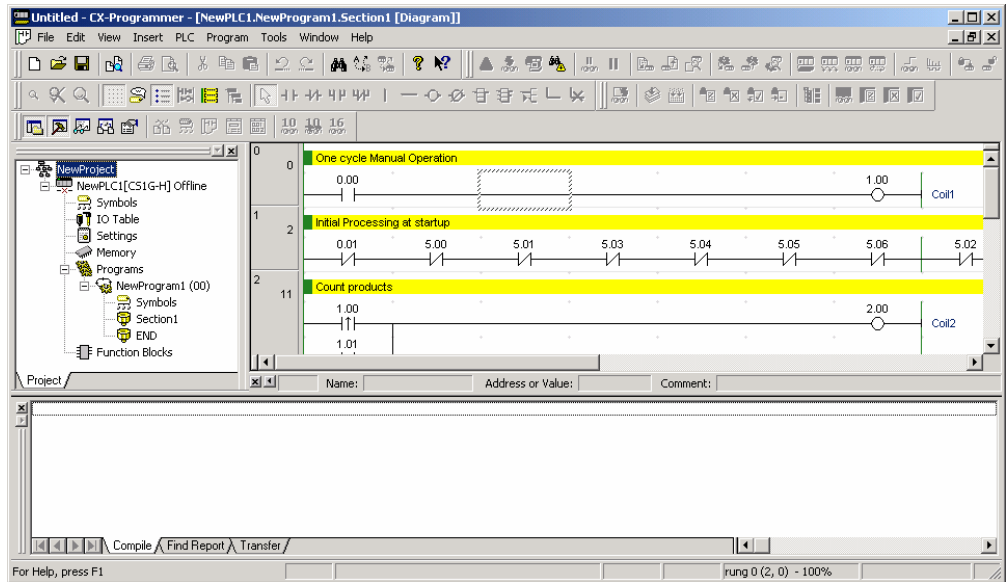 Untitled - CX-Programmer - [NewPLC1.NewProgram1.Section1 [Diagram]]
File Edit View Insert PLC Program Tools Window Help
10 10 16
NewProject
NewPLC1[CS1G-H] Offline
Symbols
IO Table
Settings
Memory
Programs
NewProgram1 (00)
Symbols
Section1
END
Function Blocks
Project
0 0 One cycle Manual Operation
0.00 1.00
Coil1
1 2 Initial Processing at startup
0.01 5.00 5.01 5.03 5.04 5.05 5.06 5.02
2 11 Count products
1.00 2.00
Coil2
1.01
Name: Address or Value: Comment:
Compile Find Report Transfer
For Help, press F1
rung 0 (2, 0) - 100%